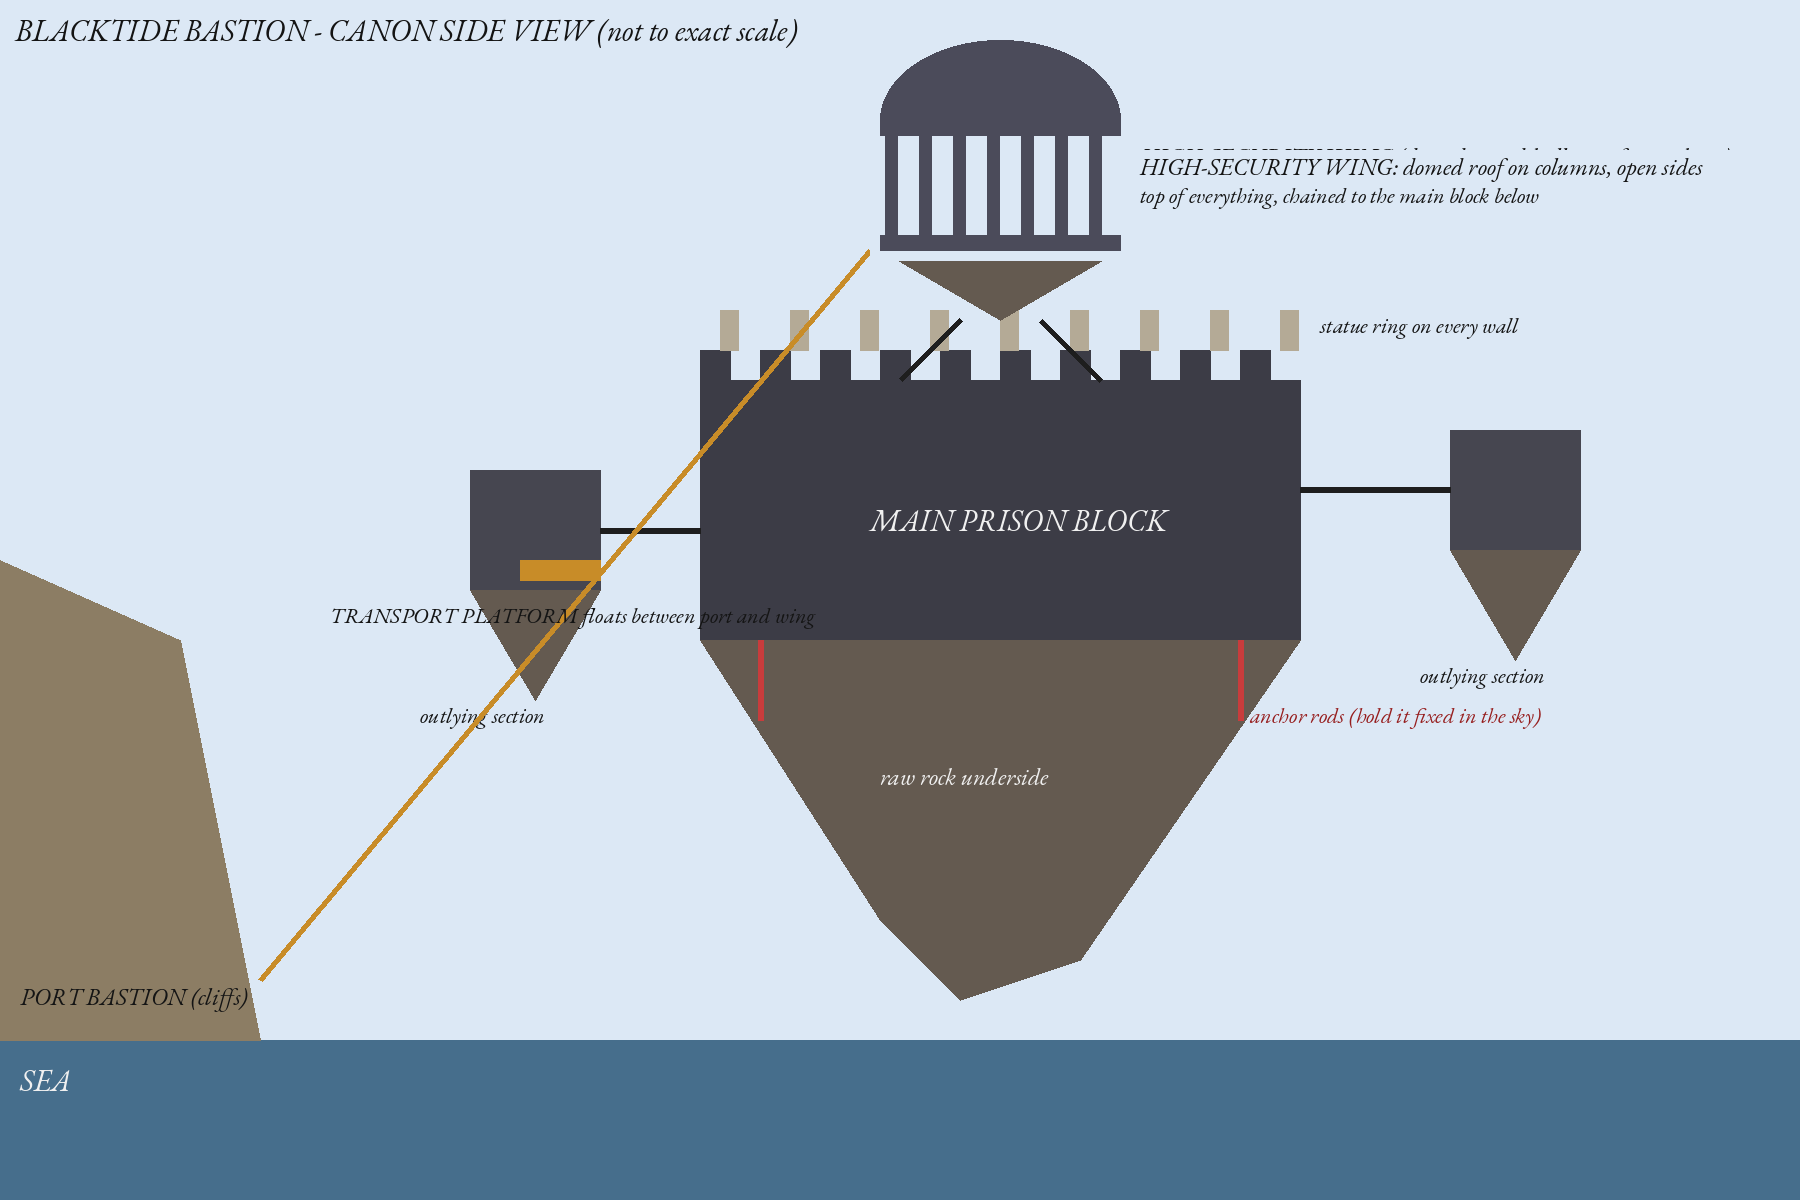 BLACKTIDE BASTION - CANON SIDE VIEW (not to exact scale)
HIGH-SECURITY WING: domed roof on columns, open sides
top of everything, chained to the main block below
statue ring on every wall
MAIN PRISON BLOCK
TRANSPORT PLATFORM floats between port and wing
outlying section
outlying section
anchor rods (hold it fixed in the sky)
raw rock underside
PORT BASTION (cliffs)
SEA